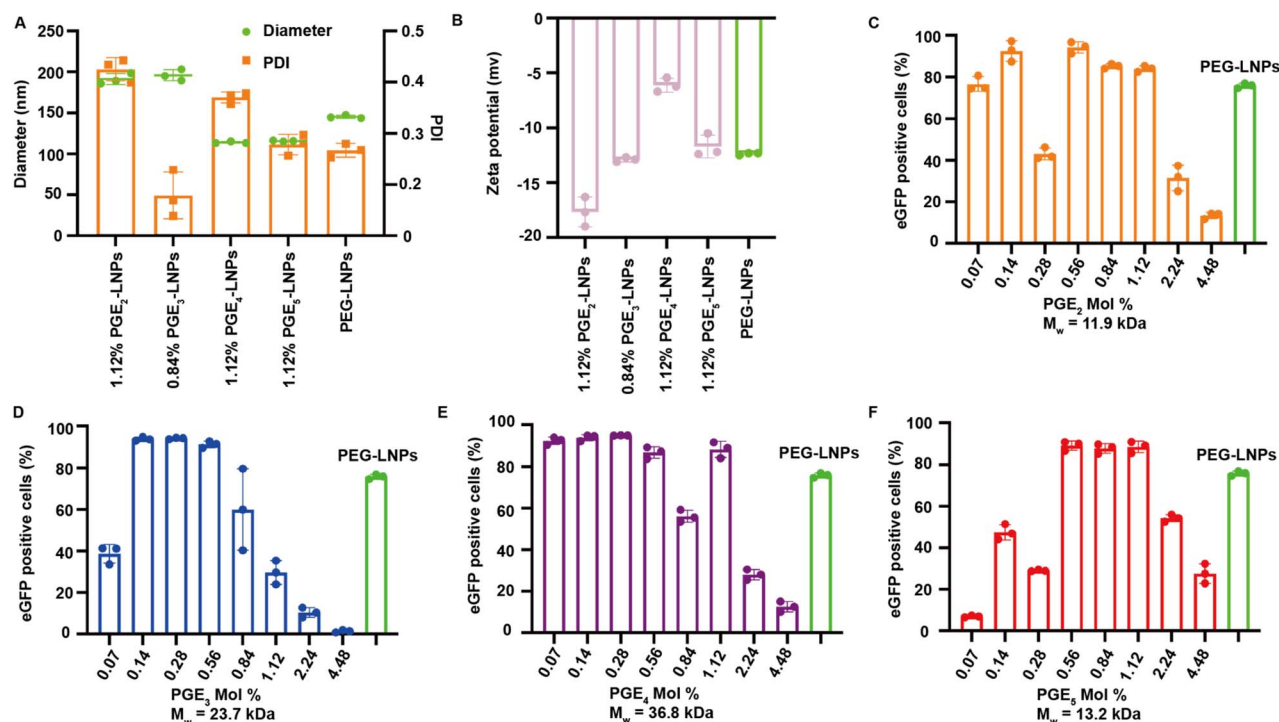 A
Diameter (nm)
250
200
150
100
50
0
0.5
0.4
0.3
0.2
0.1
0
PDI
Diameter
PDI
1.12% PGE₂-LNPs
0.84% PGE₃-LNPs
1.12% PGE₄-LNPs
1.12% PGE₅-LNPs
PEG-LNPs
B
Zeta potential (mv)
0
-5
-10
-15
-20
1.12% PGE₂-LNPs
0.84% PGE₃-LNPs
1.12% PGE₄-LNPs
1.12% PGE₅-LNPs
PEG-LNPs
C
eGFP positive cells (%)
100
80
60
40
20
0
PEG-LNPs
0.07 0.14 0.28 0.56 0.84 1.12 2.24 4.48
PGE₂ Mol %
Mw = 11.9 kDa
D
eGFP positive cells (%)
100
80
60
40
20
0
PEG-LNPs
0.07 0.14 0.28 0.56 0.84 1.12 2.24 4.48
PGE₃ Mol %
Mw = 23.7 kDa
E
eGFP positive cells (%)
100
80
60
40
20
0
PEG-LNPs
0.07 0.14 0.28 0.56 0.84 1.12 2.24 4.48
PGE₄ Mol %
Mw = 36.8 kDa
F
eGFP positive cells (%)
100
80
60
40
20
0
PEG-LNPs
0.07 0.14 0.28 0.56 0.84 1.12 2.24 4.48
PGE₅ Mol %
Mw = 13.2 kDa